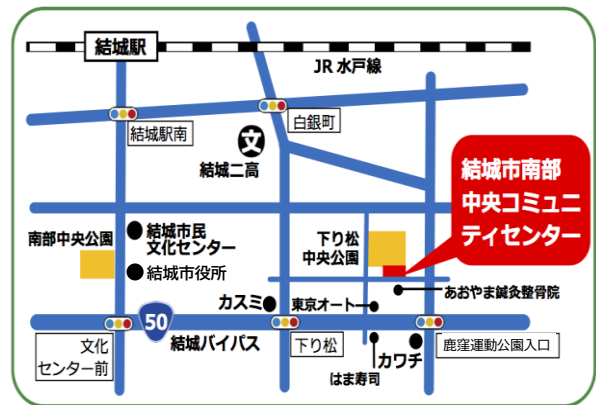 結城駅
JR 水戸線
白銀町
結城駅南
文
結城二高
結城市南部
中央コミュニ
ティセンター
南部中央公園
結城市民
文化センター
結城市役所
下り松
中央公園
あおやま鍼灸整骨院
カスミ
東京オート
50
結城バイパス
文化
センター前
下り松
はま寿司
カワチ
鹿窪運動公園入口